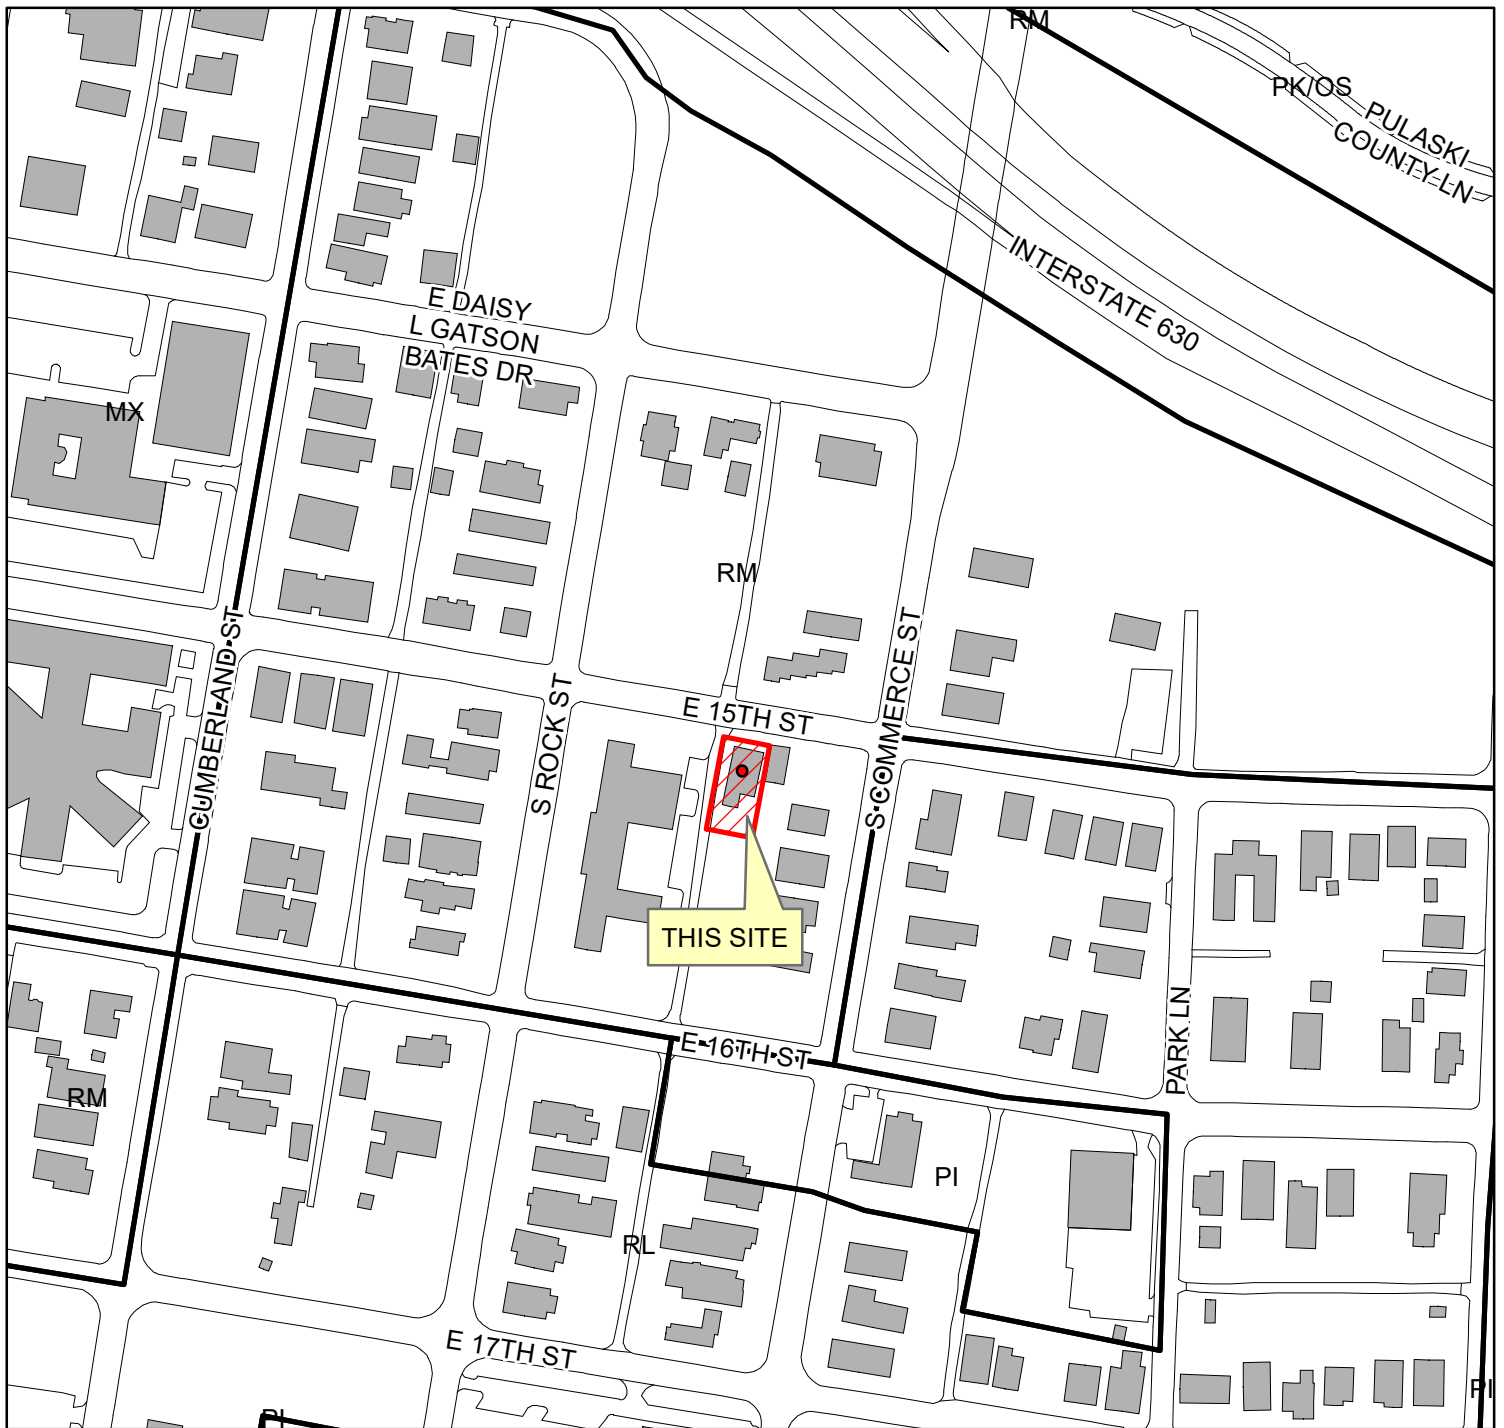 RM
PK/OS
PULASKI
COUNTY LN
INTERSTATE 630
E DAISY
L GATSON
BATES DR
MX
RM
CUMBERLAND ST
S ROCK ST
E 15TH ST
S COMMERCE ST
THIS SITE
E 16TH ST
PARK LN
RM
PI
RL
E 17TH ST
PI
PI